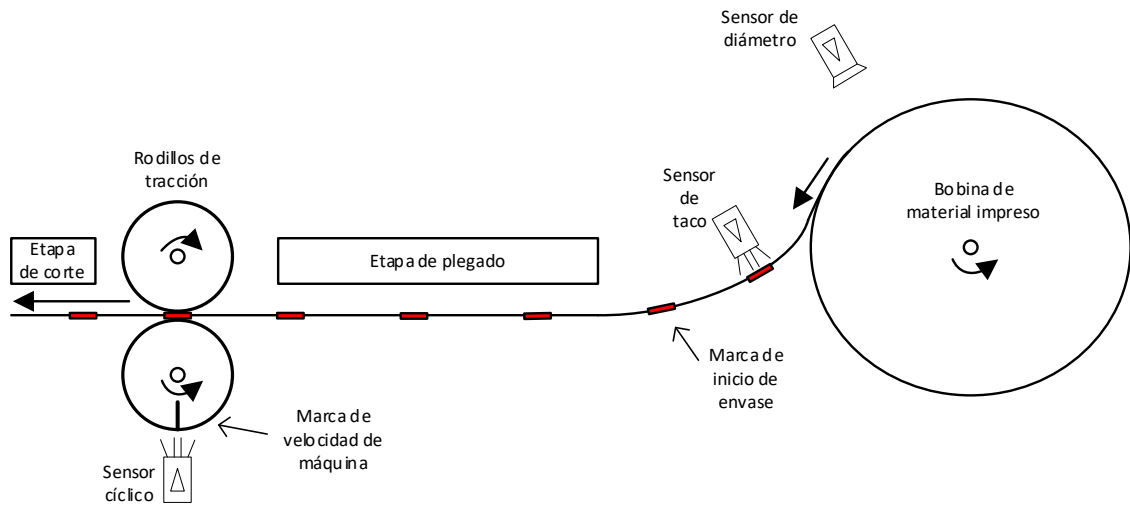 Sensor de
diámetro
Rodillos de
tracción
Sensor
de
taco
Bobina de
material impreso
Etapa
de corte
Etapa de plegado
Marca de
inicio de
envase
Marca de
velocidad de
máquina
Sensor
cíclico